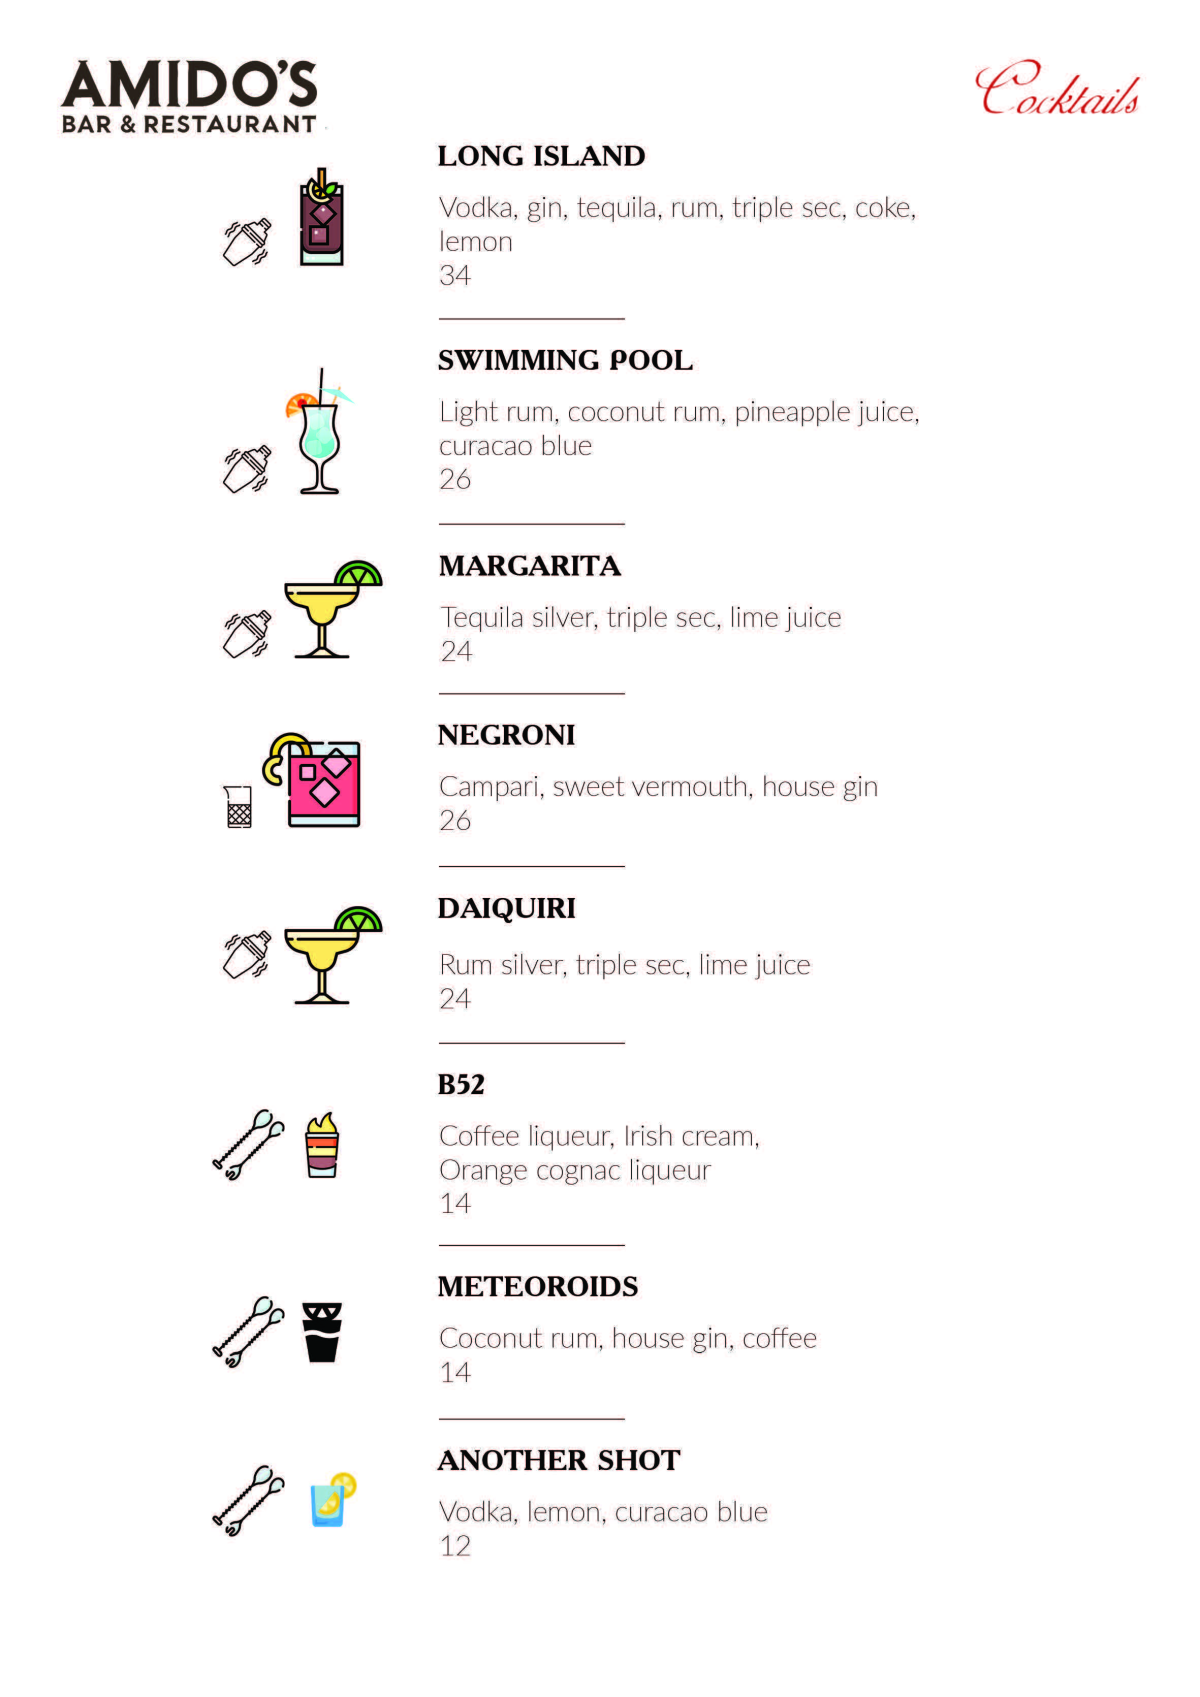 AMIDO'S
BAR & RESTAURANT
Cocktails
LONG ISLAND
Vodka, gin, tequila, rum, triple sec, coke,
lemon
34
SWIMMING POOL
Light rum, coconut rum, pineapple juice,
curacao blue
26
MARGARITA
Tequila silver, triple sec, lime juice
24
NEGRONI
Campari, sweet vermouth, house gin
26
DAIQUIRI
Rum silver, triple sec, lime juice
24
B52
Coffee liqueur, Irish cream,
Orange cognac liqueur
14
METEOROIDS
Coconut rum, house gin, coffee
14
ANOTHER SHOT
Vodka, lemon, curacao blue
12